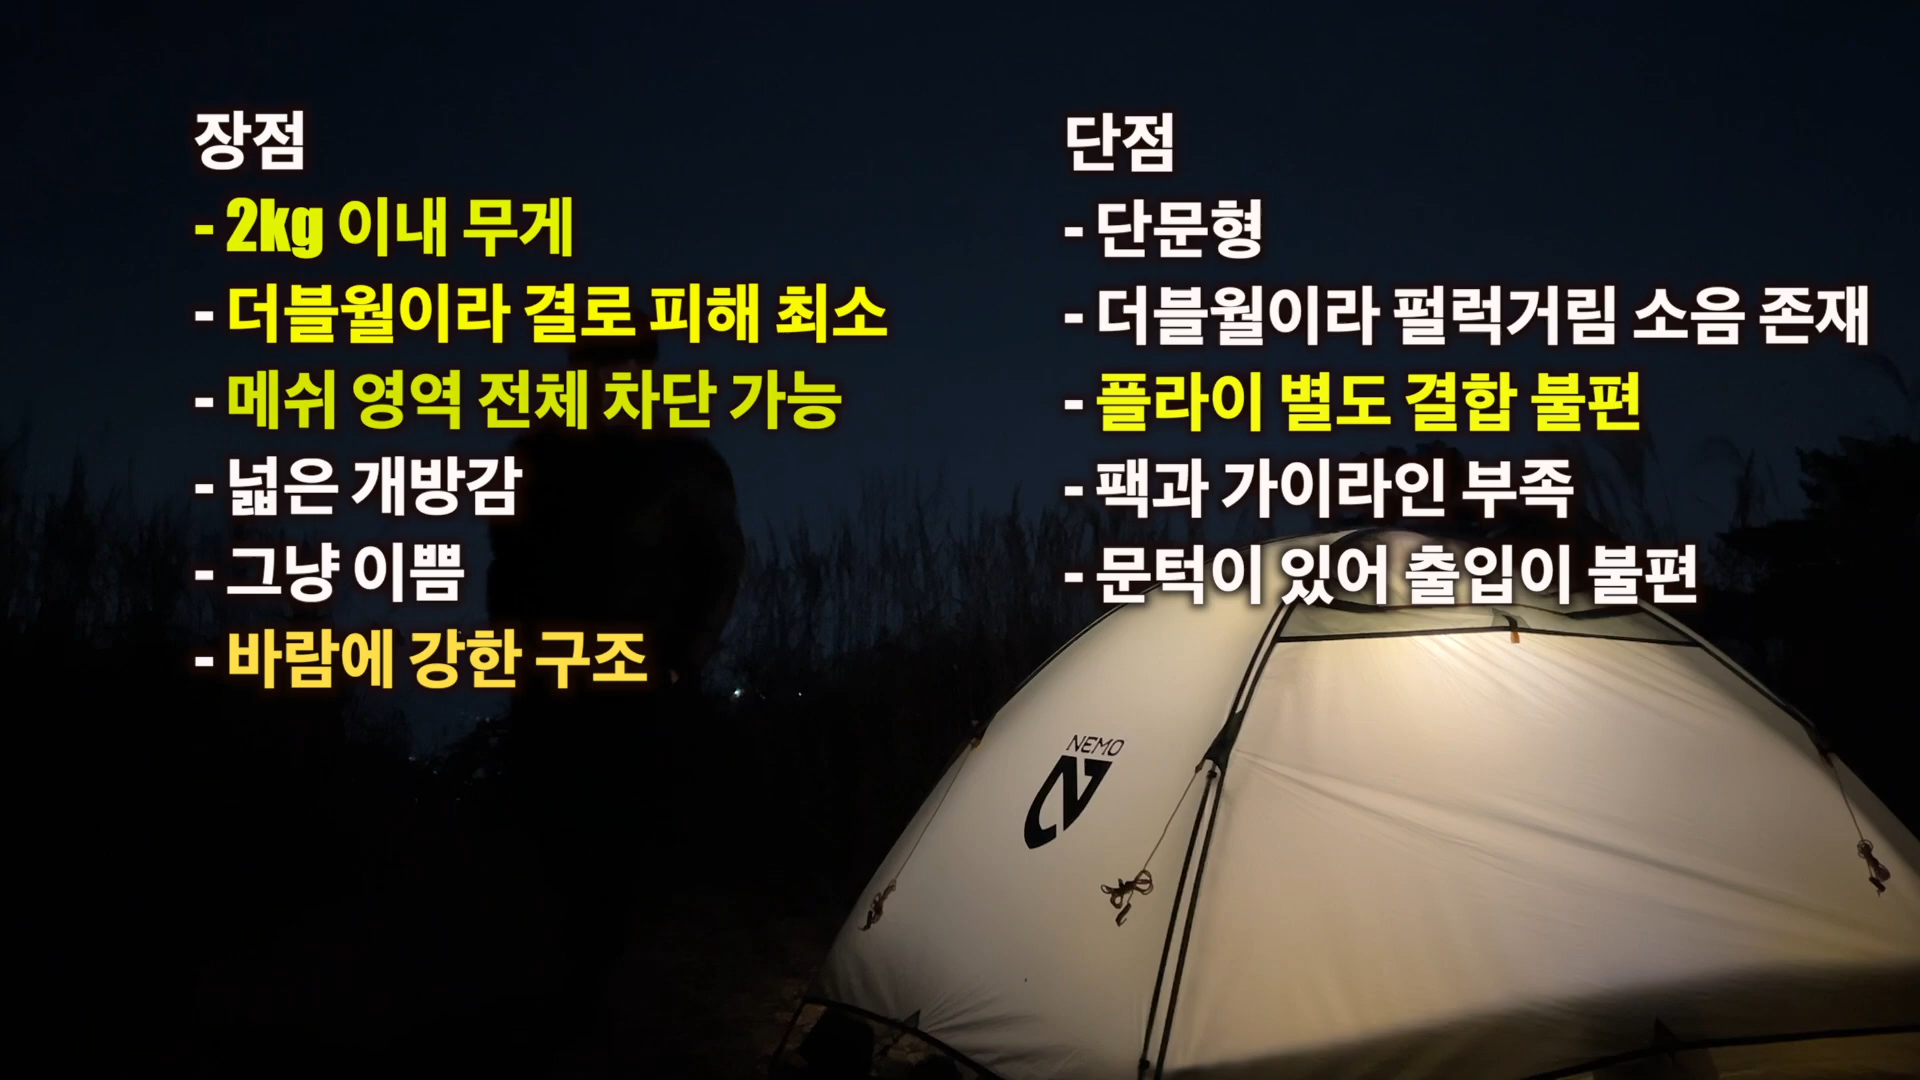 장점
- 2kg 이내 무게
- 더블월이라 결로 피해 최소
- 메쉬 영역 전체 차단 가능
- 넓은 개방감
- 그냥 이쁨
- 바람에 강한 구조
단점
- 단문형
- 더블월이라 펄럭거림 소음 존재
- 플라이 별도 결합 불편
- 팩과 가이라인 부족
- 문턱이 있어 출입이 불편
NEMO